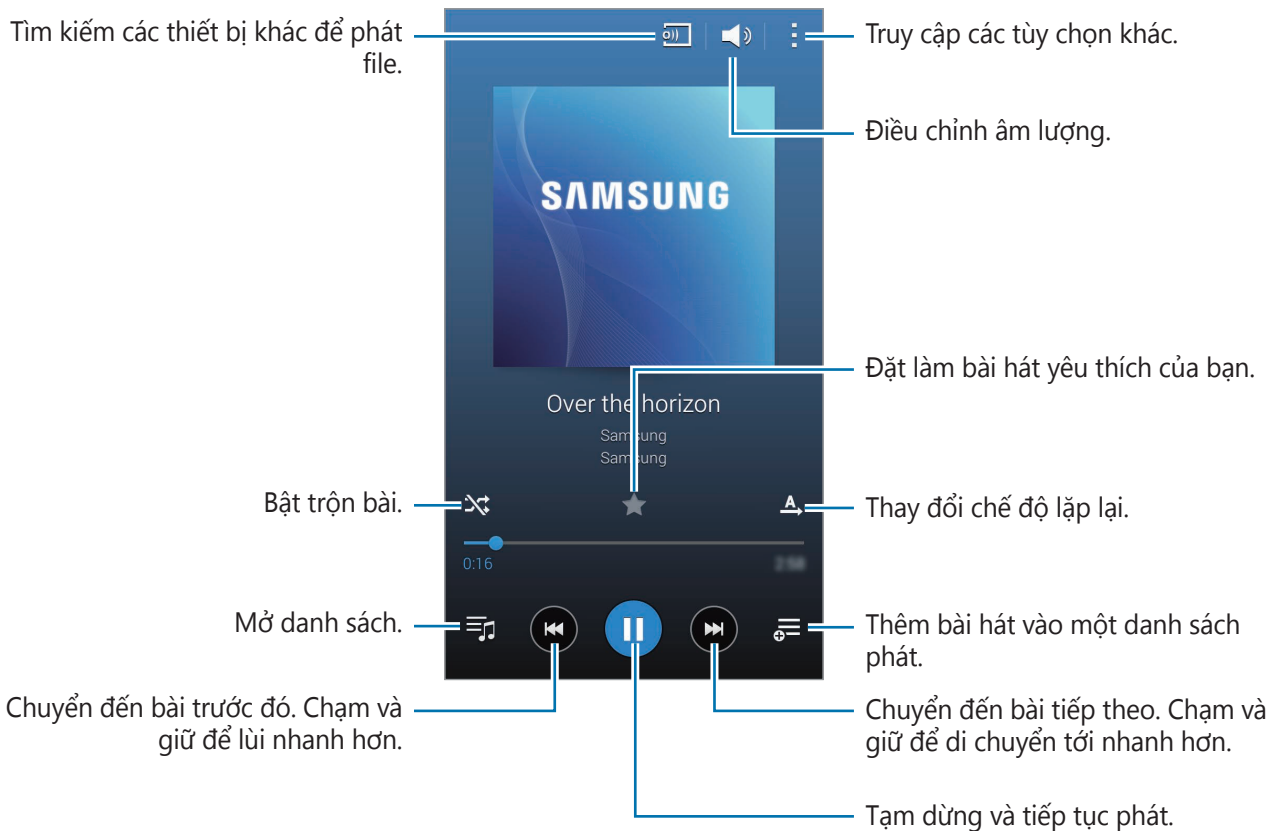 Tìm kiếm các thiết bị khác để phát
file.
Truy cập các tùy chọn khác.
Điều chỉnh âm lượng.
SAMSUNG
Đặt làm bài hát yêu thích của bạn.
Over the horizon
Samsung
Samsung
Bật trộn bài.
A
Thay đổi chế độ lặp lại.
0:16
2:58
Mở danh sách.
Thêm bài hát vào một danh sách
phát.
Chuyển đến bài trước đó. Chạm và
giữ để lùi nhanh hơn.
Chuyển đến bài tiếp theo. Chạm và
giữ để di chuyển tới nhanh hơn.
Tạm dừng và tiếp tục phát.